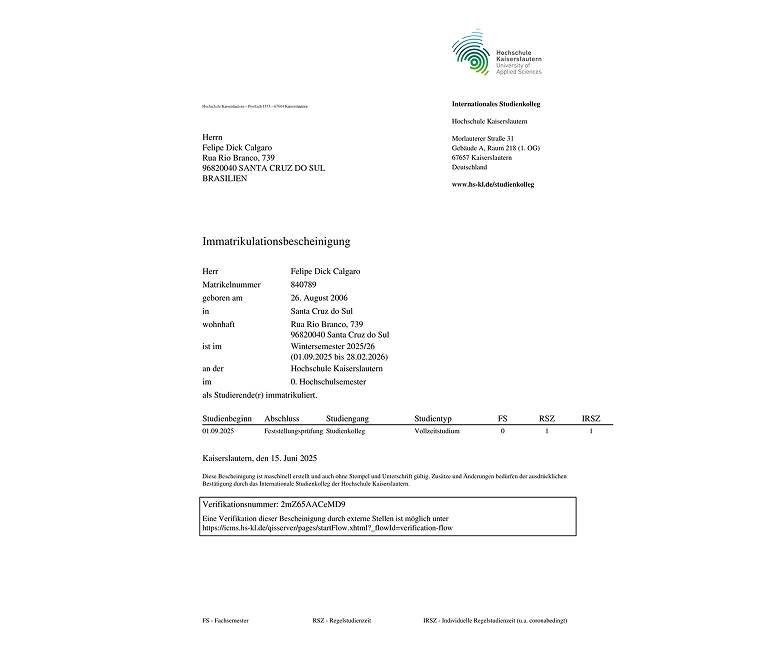 Hochschule
Kaiserslautern
University of
Applied Sciences
Hochschule Kaiserslautern - Postfach 1573 - 67604 Kaiserslautern
Internationales Studienkolleg
Hochschule Kaiserslautern
Morlauterer Straße 31
Gebäude A, Raum 218 (1. OG)
67657 Kaiserslautern
Deutschland
www.hs-kl.de/studienkolleg
Herrn
Felipe Dick Calgaro
Rua Rio Branco, 739
96820040 SANTA CRUZ DO SUL
BRASILIEN
Immatrikulationsbescheinigung
Herr Felipe Dick Calgaro
Matrikelnummer 840789
geboren am 26. August 2006
in Santa Cruz do Sul
wohnhaft Rua Rio Branco, 739
96820040 Santa Cruz do Sul
ist im Wintersemester 2025/26
(01.09.2025 bis 28.02.2026)
an der Hochschule Kaiserslautern
im 0. Hochschulsemester
als Studierende(r) immatrikuliert.
Studienbeginn Abschluss Studiengang Studientyp FS RSZ IRSZ
01.09.2025 Feststellungsprüfung Studienkolleg Vollzeitstudium 0 1 1
Kaiserslautern, den 15. Juni 2025
Diese Bescheinigung ist maschinell erstellt und auch ohne Stempel und Unterschrift gültig. Zusätze und Änderungen bedürfen der ausdrücklichen
Bestätigung durch das Internationale Studienkolleg der Hochschule Kaiserslautern.
Verifikationsnummer: 2mZ65AACeMD9
Eine Verifikation dieser Bescheinigung durch externe Stellen ist möglich unter
https://icms.hs-kl.de/qisserver/pages/startFlow.xhtml?_flowId=verification-flow
FS - Fachsemester RSZ - Regelstudienzeit IRSZ - Individuelle Regelstudienzeit (u.a. coronabedingt)